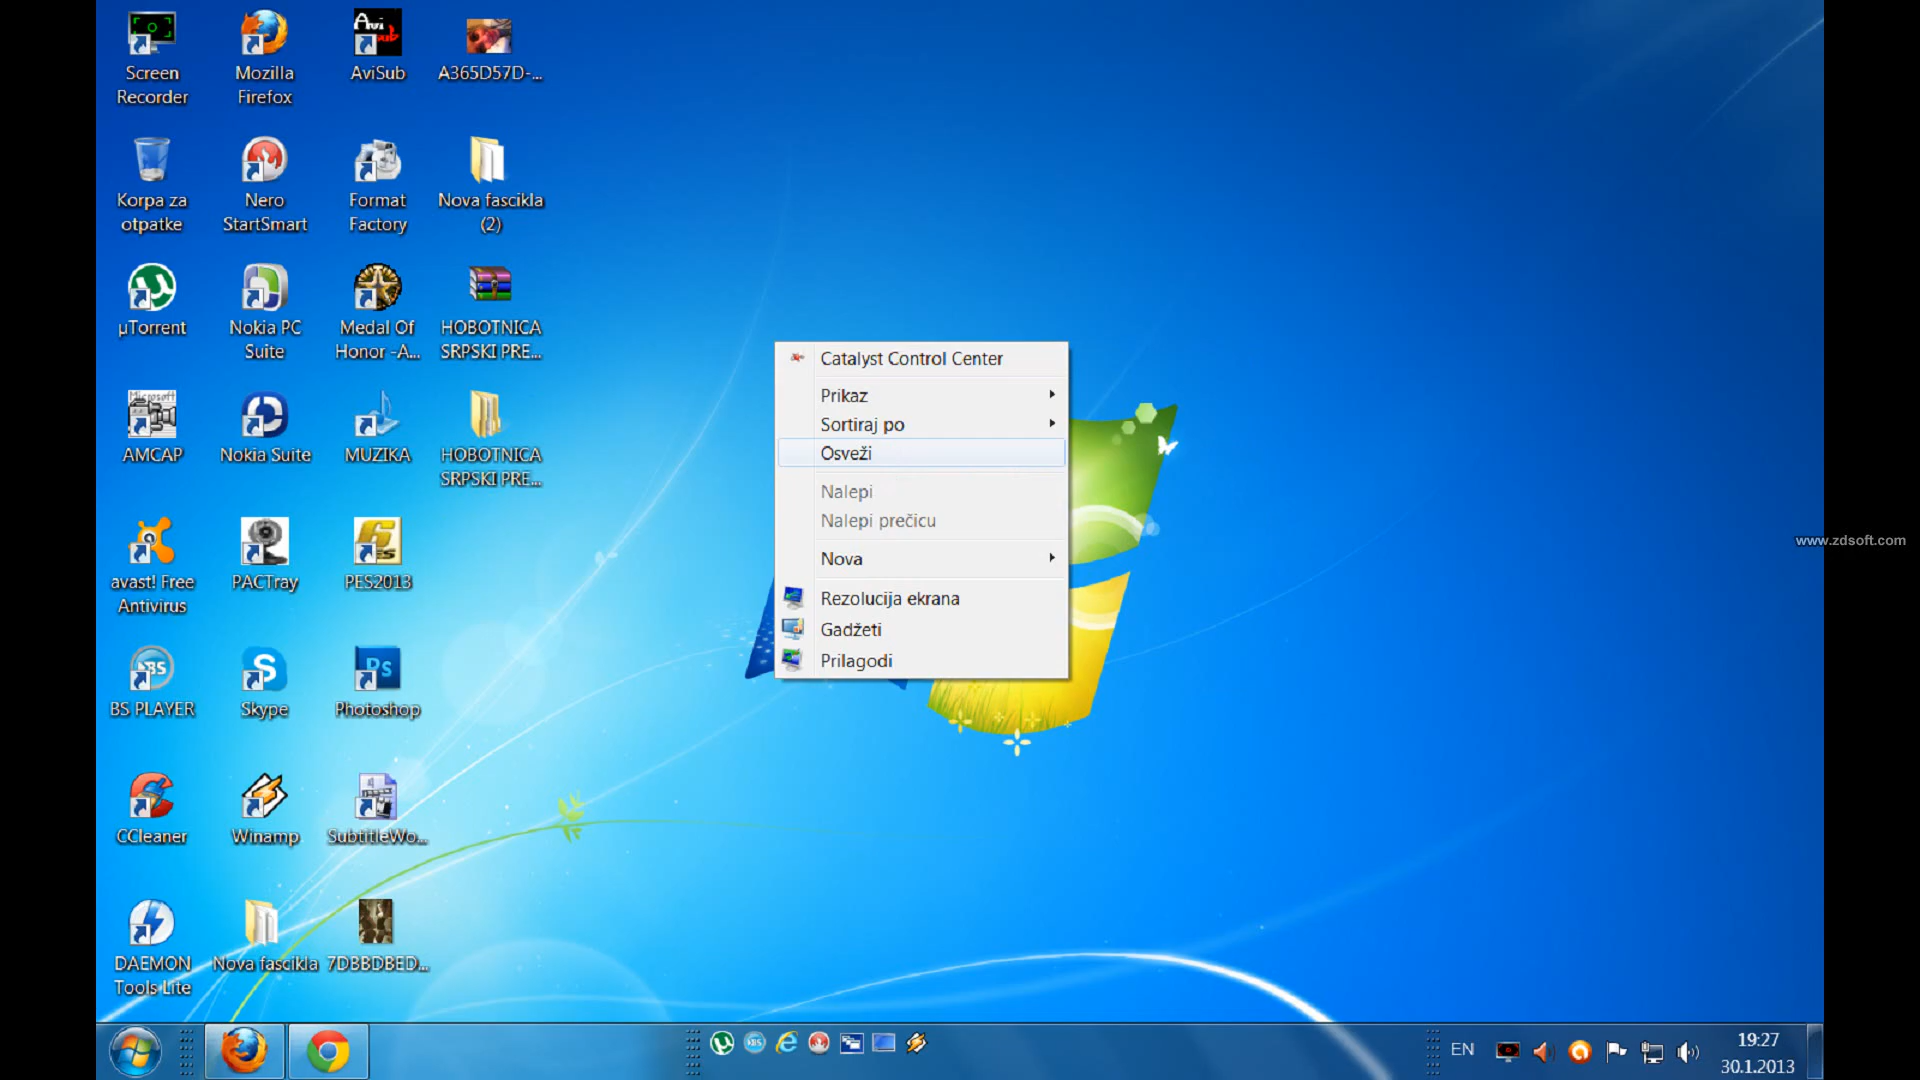 Screen
Recorder
Mozilla
Firefox
AviSub
A365D57D-...
Korpa za
otpatke
Nero
StartSmart
Format
Factory
Nova fascikla
(2)
µTorrent
Nokia PC
Suite
Medal Of
Honor -A...
HOBOTNICA
SRPSKI PRE...
Microsoft
AMCAP
Nokia Suite
MUZIKA
HOBOTNICA
SRPSKI PRE...
avast! Free
Antivirus
PACTray
PES2013
BS PLAYER
Skype
Photoshop
CCleaner
Winamp
SubtitleWo...
DAEMON
Tools Lite
Nova fascikla
7DBBDBED...
Catalyst Control Center
Prikaz
Sortiraj po
Osveži
Nalepi
Nalepi prečicu
Nova
Rezolucija ekrana
Gadžeti
Prilagodi
www.zdsoft.com
EN
19:27
30.1.2013